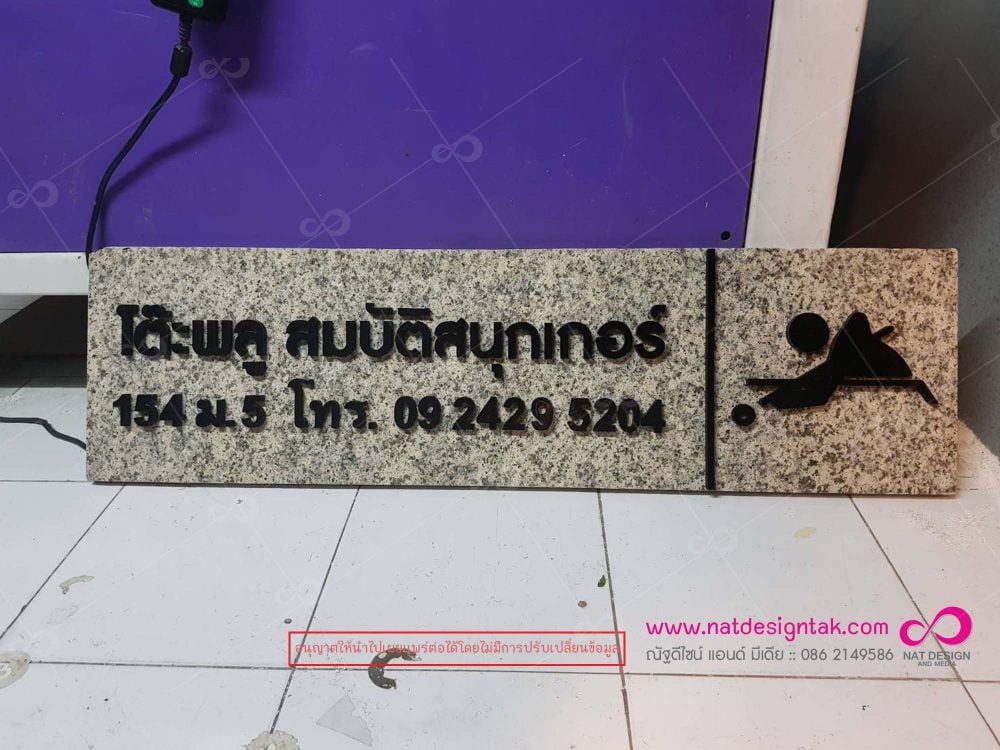 โต๊ะพลู สมบัติสนุกเกอร์
154 ม.5 โทร. 09 2429 5204
อนุญาตให้นำไปเผยแพร่ต่อได้โดยไม่มีการปรับเปลี่ยนข้อมูล
www.natdesigntak.com
ณัฐดีไซน์ แอนด์ มีเดีย :: 086 2149586
NAT DESIGN
AND MEDIA